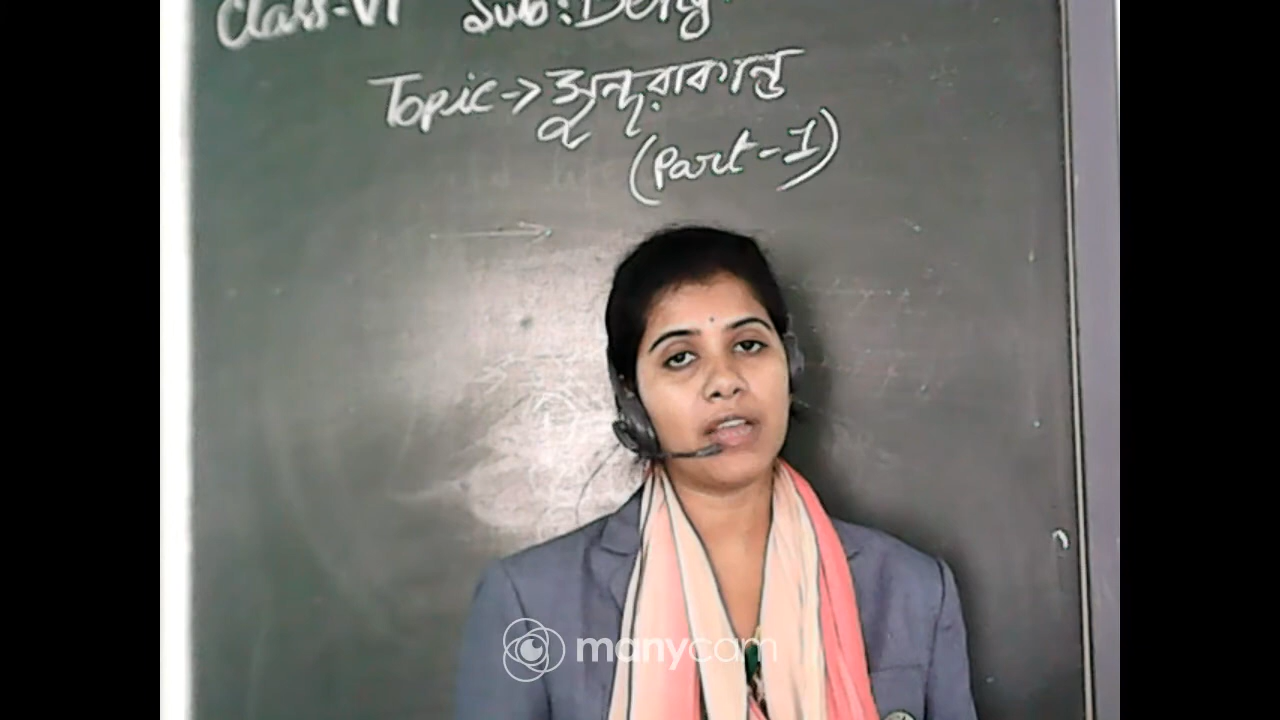 Class-VI Sub: Beng
Topic→ সুন্দরাকান্ড
(Part-1)
manycam